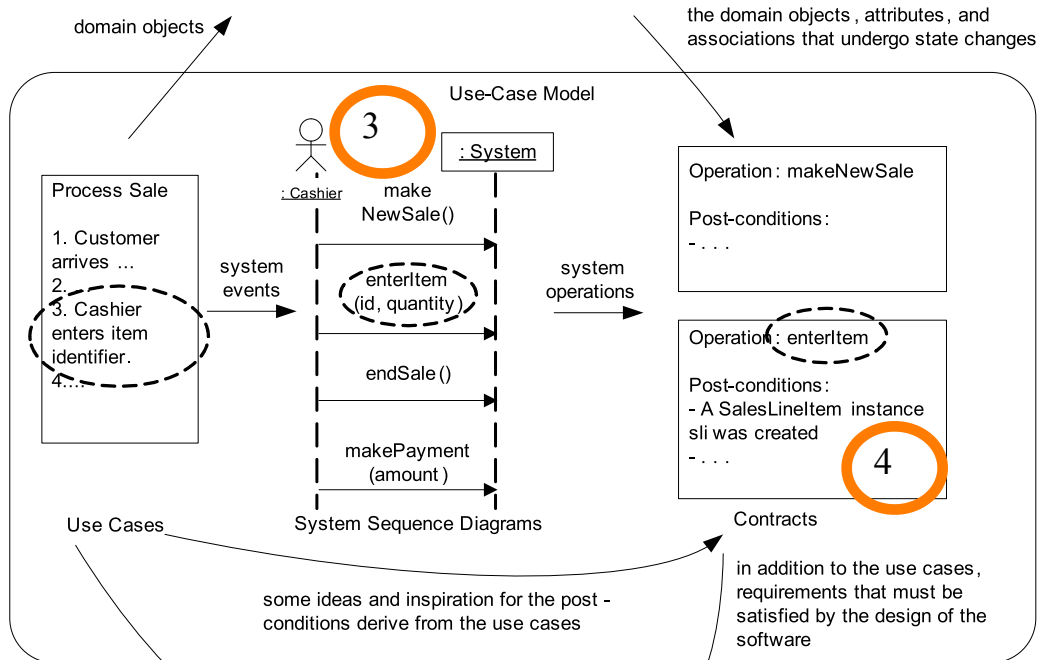 domain objects
the domain objects, attributes, and
associations that undergo state changes
Use-Case Model
3
: System
: Cashier
make
NewSale()
enterItem
(id, quantity)
endSale()
makePayment
(amount)
System Sequence Diagrams
Process Sale
1. Customer
arrives ...
2. ...
3. Cashier
enters item
identifier.
4....
Use Cases
system
events
system
operations
Operation: makeNewSale
Post-conditions:
- . . .
Operation: enterItem
Post-conditions:
- A SalesLineItem instance
sli was created
- . . .
4
Contracts
some ideas and inspiration for the post-
conditions derive from the use cases
in addition to the use cases,
requirements that must be
satisfied by the design of the
software